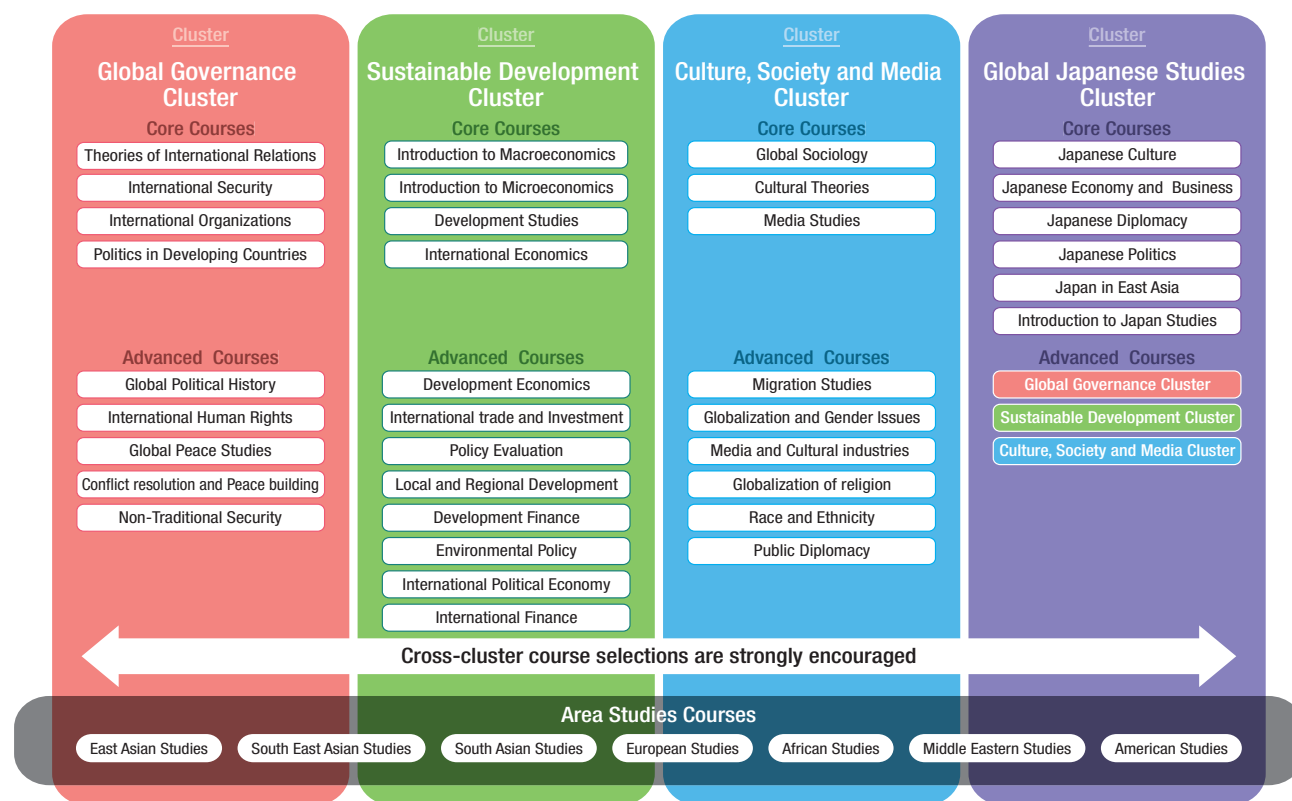 Cluster
Global Governance
Cluster
Core Courses
Theories of International Relations
International Security
International Organizations
Politics in Developing Countries
Advanced Courses
Global Political History
International Human Rights
Global Peace Studies
Conflict resolution and Peace building
Non-Traditional Security
Cluster
Sustainable Development
Cluster
Core Courses
Introduction to Macroeconomics
Introduction to Microeconomics
Development Studies
International Economics
Advanced Courses
Development Economics
International trade and Investment
Policy Evaluation
Local and Regional Development
Development Finance
Environmental Policy
International Political Economy
International Finance
Cluster
Culture, Society and Media
Cluster
Core Courses
Global Sociology
Cultural Theories
Media Studies
Advanced Courses
Migration Studies
Globalization and Gender Issues
Media and Cultural industries
Globalization of religion
Race and Ethnicity
Public Diplomacy
Cluster
Global Japanese Studies
Cluster
Core Courses
Japanese Culture
Japanese Economy and Business
Japanese Diplomacy
Japanese Politics
Japan in East Asia
Introduction to Japan Studies
Advanced Courses
Global Governance Cluster
Sustainable Development Cluster
Culture, Society and Media Cluster
Cross-cluster course selections are strongly encouraged
Area Studies Courses
East Asian Studies
South East Asian Studies
South Asian Studies
European Studies
African Studies
Middle Eastern Studies
American Studies